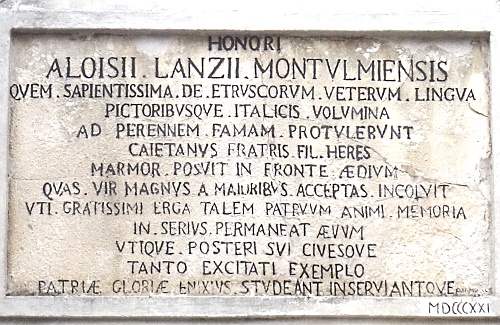 HONORI
ALOISII . LANZII . MONTVLMIENSIS
QVEM . SAPIENTISSIMA . DE . ETRVSCORVM . VETERVM . LINGVA
PICTORIBVSQVE . ITALICIS . VOLVMINA
AD PERENNEM . FAMAM . PROTVLERVNT
CAIETANVS FRATRIS . FIL . HERES
MARMOR . POSVIT IN FRONTE ÆDIVM
QVAS . VIR MAGNVS A MAIORIBVS . ACCEPTAS . INCOLVIT
VTI . GRATISSIMI ERGA TALEM PATRVVM ANIMI . MEMORIA
IN . SERIVS . PERMANEAT ÆVVM
VTIQVE . POSTERI SVI CIVESQVE
TANTO EXCITATI EXEMPLO
PATRIÆ GLORIÆ ENIXIVS STVDEANT INSERVIANTQVE
MDCCCXXI